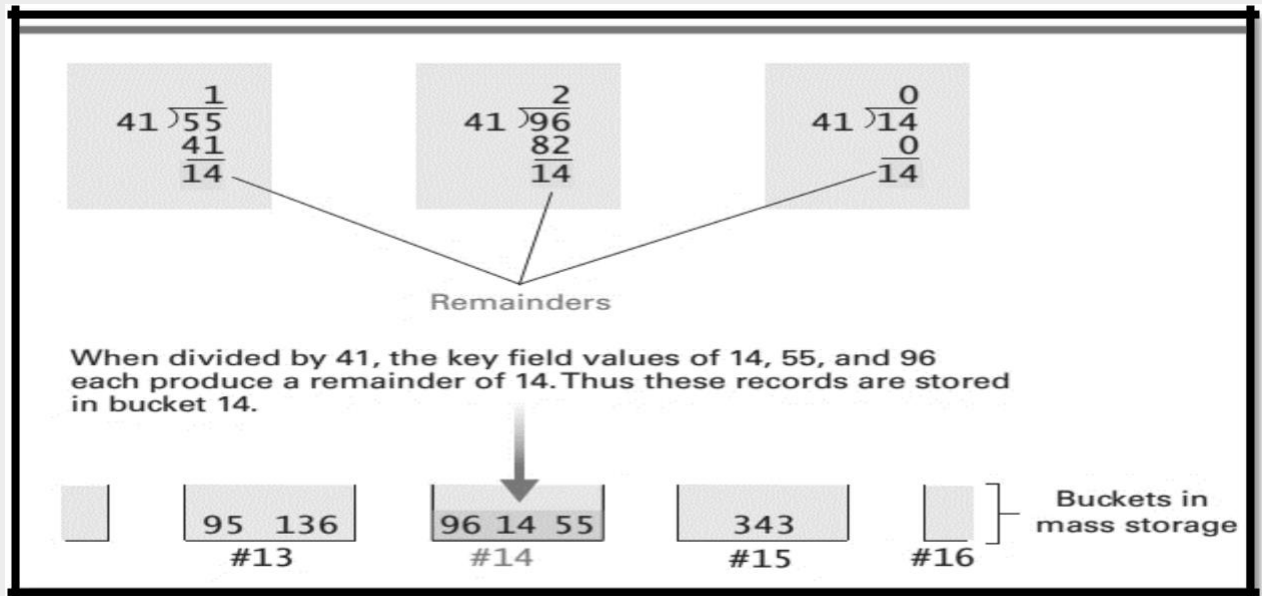 1
41 )55
41
14
2
41 )96
82
14
0
41 )14
0
14
Remainders
When divided by 41, the key field values of 14, 55, and 96
each produce a remainder of 14. Thus these records are stored
in bucket 14.
95 136
#13
96 14 55
#14
343
#15
#16
Buckets in
mass storage